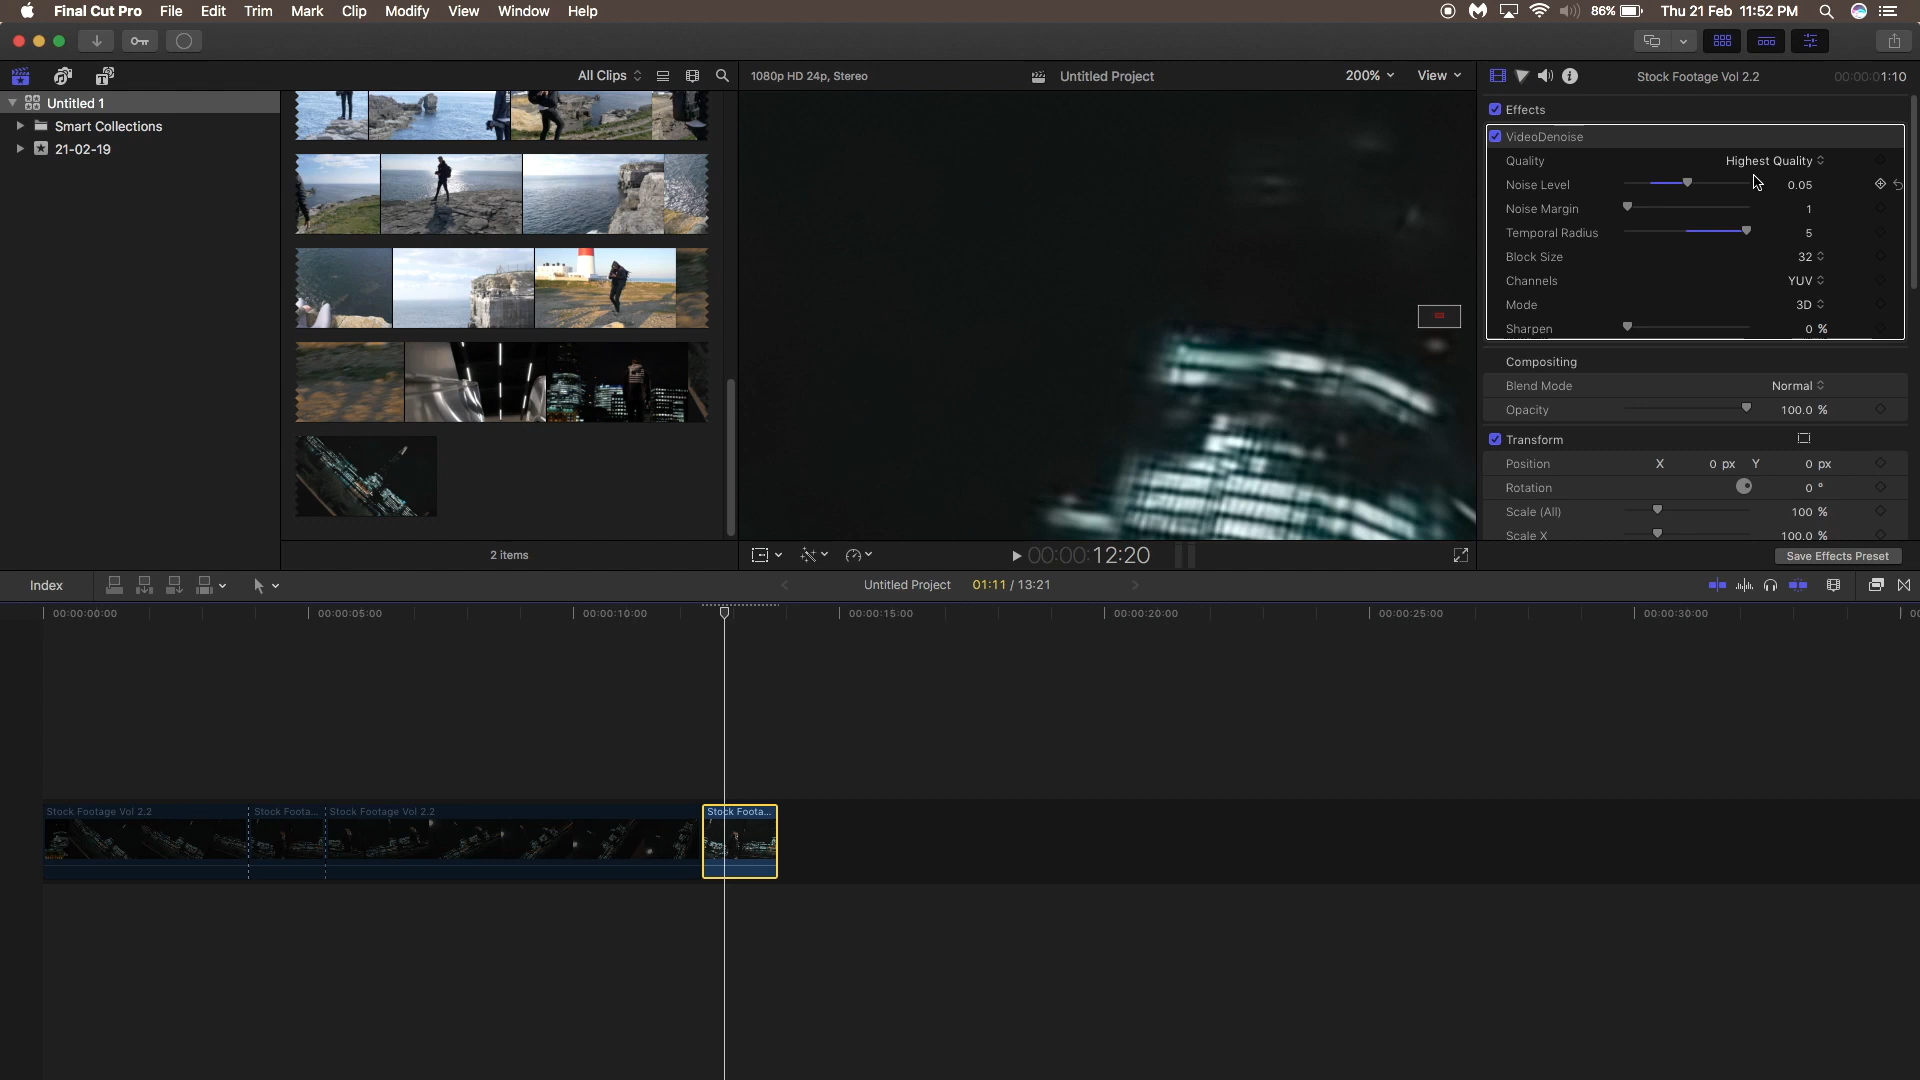 Final Cut Pro File Edit Trim Mark Clip Modify View Window Help 86% Thu 21 Feb 11:52 PM
All Clips 1080p HD 24p, Stereo Untitled Project 200% View Stock Footage Vol 2.2 00:00:01:10
Untitled 1
Smart Collections
21-02-19
Effects
VideoDenoise
Quality Highest Quality
Noise Level 0.05
Noise Margin 1
Temporal Radius 5
Block Size 32
Channels YUV
Mode 3D
Sharpen 0 %
Compositing
Blend Mode Normal
Opacity 100.0 %
Transform
Position X 0 px Y 0 px
Rotation 0 °
Scale (All) 100 %
Scale X 100.0 %
2 items 00:00:12:20 Save Effects Preset
Index Untitled Project 01:11 / 13:21
00:00:00:00 00:00:05:00 00:00:10:00 00:00:15:00 00:00:20:00 00:00:25:00 00:00:30:00
Stock Footage Vol 2.2 Stock Foota... Stock Footage Vol 2.2 Stock Foota...